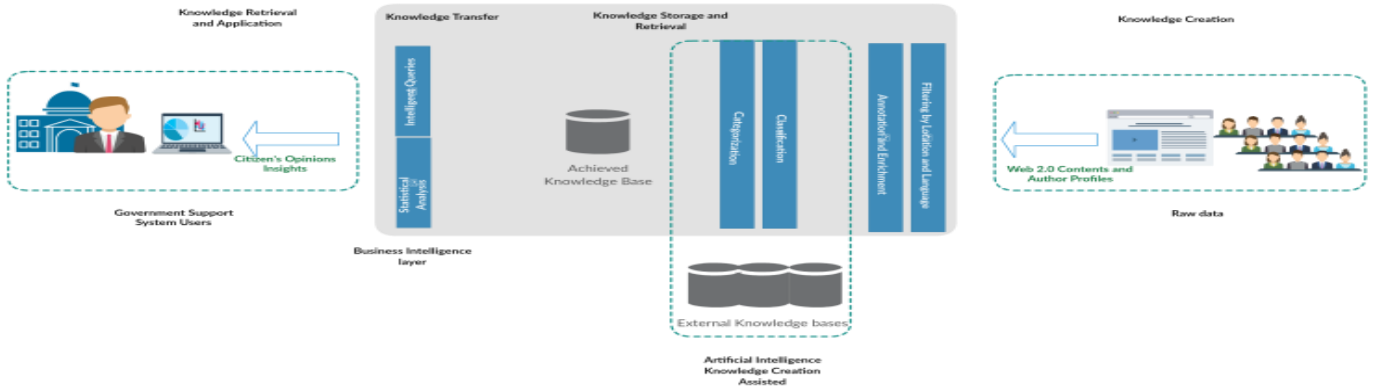 Knowledge Retrieval
and Application
Knowledge Transfer
Knowledge Storage and
Retrieval
Knowledge Creation
Intelligent Queries
Statistical
Analysis
Achieved
Knowledge Base
Categorization
Classification
Annotation and Enrichment
Filtering by Lofation and Language
Citizen's Opinions
Insights
Web 2.0 Contents and
Author Profiles
Government Support
System Users
Raw data
Business Intelligence
layer
External Knowledge bases
Artificial Intelligence
Knowledge Creation
Assisted